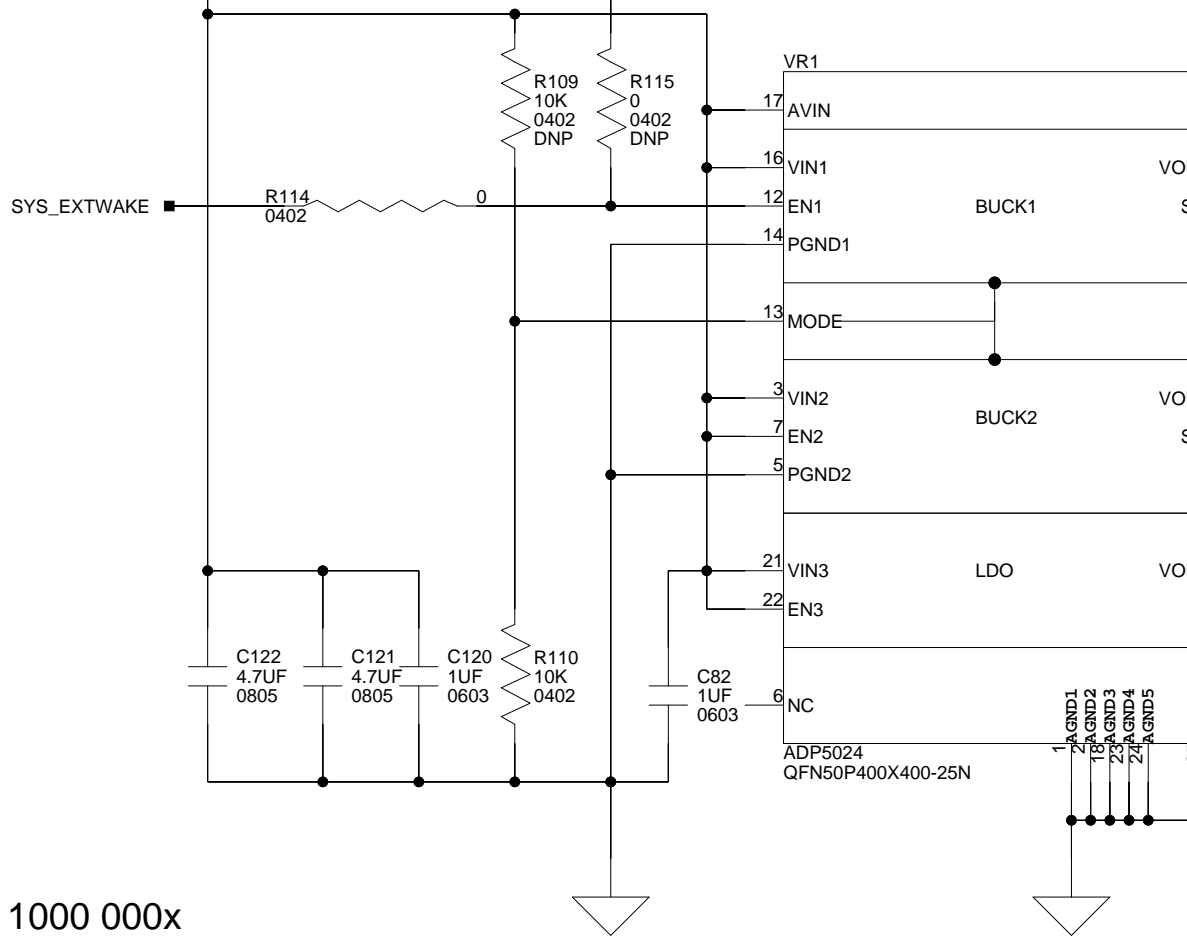 VR1
R109
10K
0402
DNP
R115
0
0402
DNP
17 AVIN
16 VIN1
VO
SYS_EXTWAKE
R114
0402
0
12 EN1
BUCK1
S
14 PGND1
13 MODE
3 VIN2
VO
BUCK2
7 EN2
S
5 PGND2
21 VIN3
LDO
VO
22 EN3
C122
4.7UF
0805
C121
4.7UF
0805
C120
1UF
0603
R110
10K
0402
C82
1UF
0603
6 NC
1 AGND1
2 AGND2
18 AGND3
23 AGND4
24 AGND5
ADP5024
QFN50P400X400-25N
1000 000x